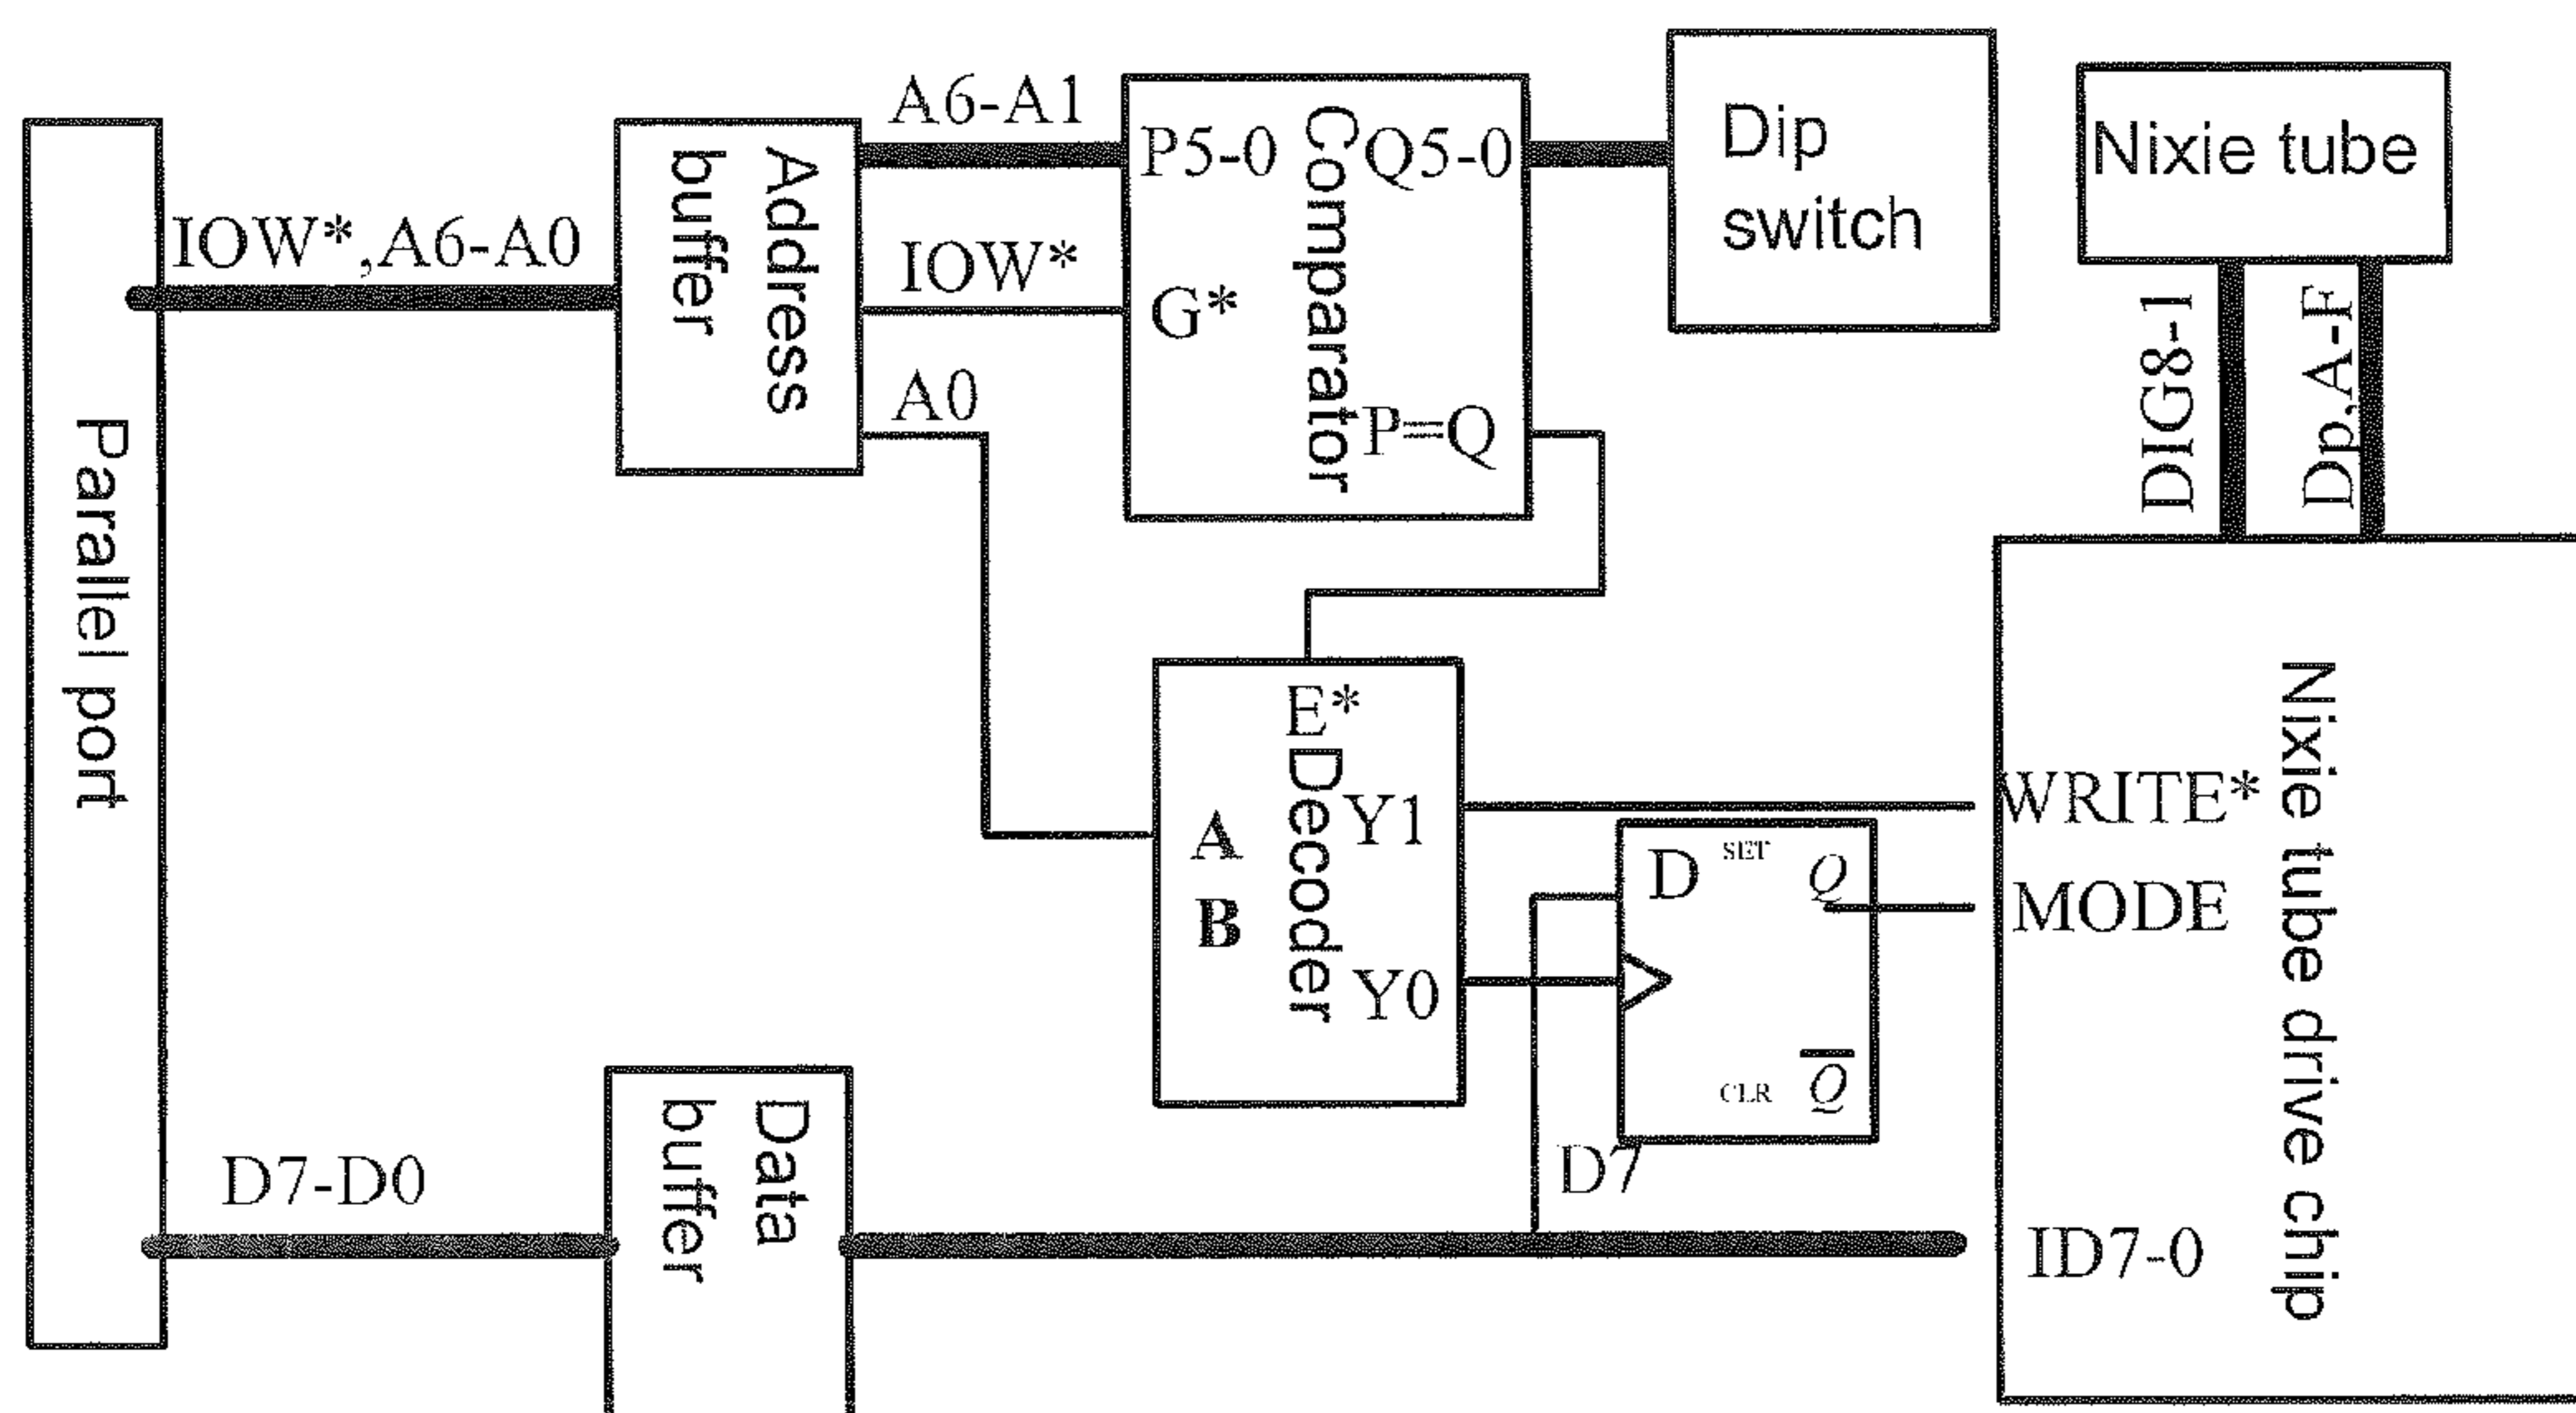 Parallel port
IOW*,A6-A0
D7-D0
Address
buffer
A6-A1
IOW*
A0
P5-0
G*
Comparator
Q5-0
P=Q
Dip
switch
Nixie tube
DIG8-1
Dp,A-F
E*
Decoder
A
B
Y1
Y0
D
SET
Q
CLR
Q
D7
Data
buffer
WRITE*
MODE
ID7-0
Nixie tube drive chip